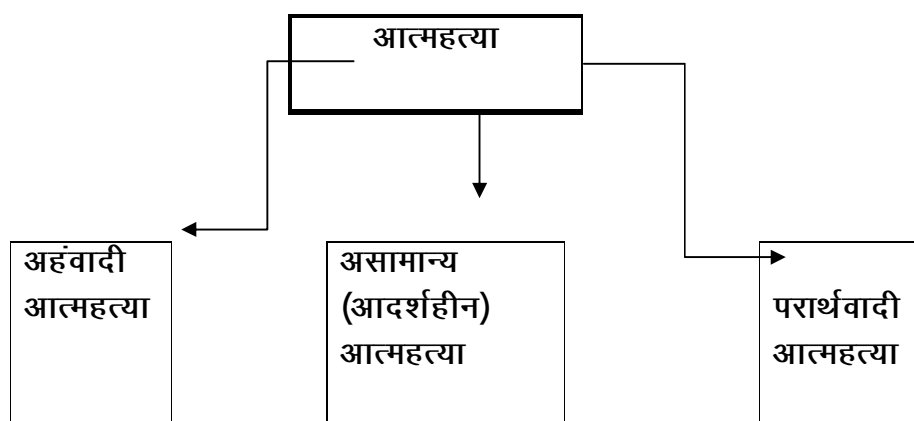 आत्महत्या
अहंवादी
आत्महत्या
असामान्य
(आदर्शहीन)
आत्महत्या
परार्थवादी
आत्महत्या